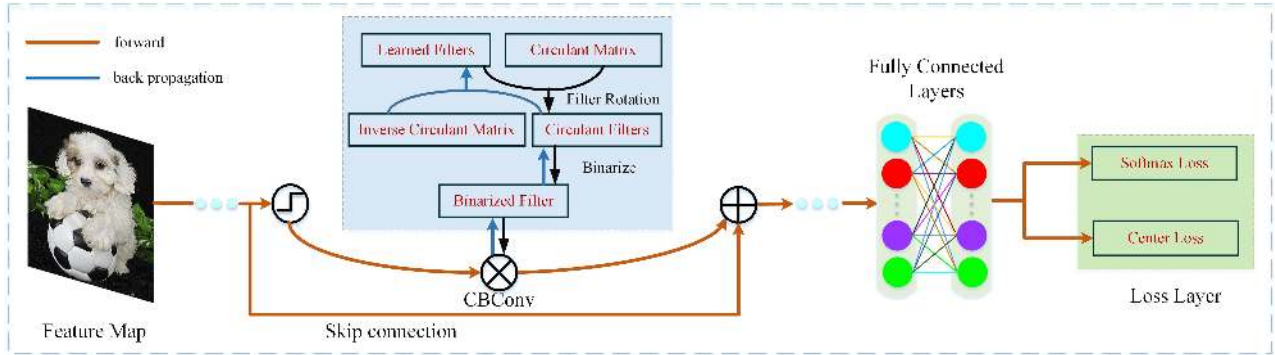 forward
back propagation
Learned Filters
Circulant Matrix
Filter Rotation
Inverse Circulant Matrix
Circulant Filters
Binarize
Binarized Filter
CBConv
Feature Map
Skip connection
Fully Connected
Layers
Softmax Loss
Center Loss
Loss Layer